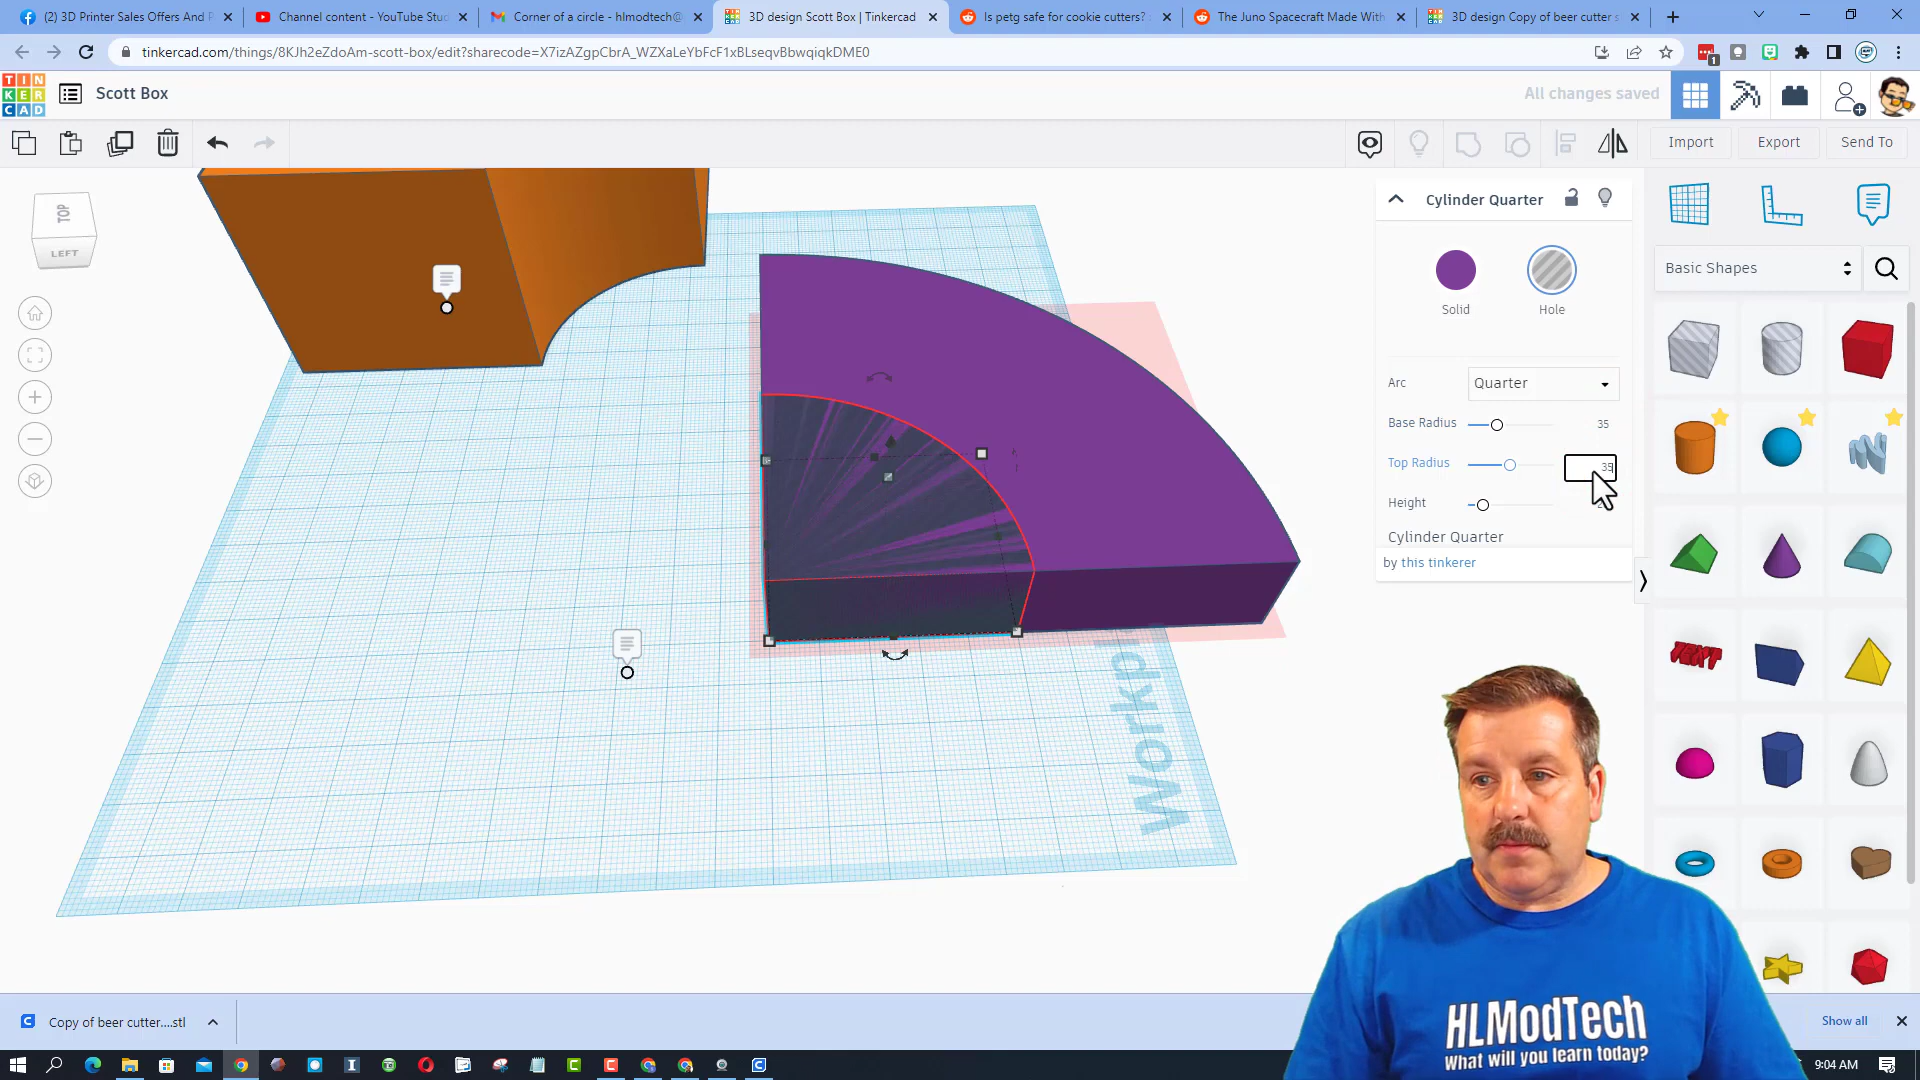 (2) 3D Printer Sales Offers And P
Channel content - YouTube Stud
Corner of a circle - hlmodtech@
3D design Scott Box | Tinkercad
Is petg safe for cookie cutters? :
The Juno Spacecraft Made With
3D design Copy of beer cutter s
tinkercad.com/things/8KJh2eZdoAm-scott-box/edit?sharecode=X7izAZgpCbrA_WZXaLeYbFcF1xBLseqvBbwqiqkDME0
1
TIN
KER
CAD
Scott Box
All changes saved
Import
Export
Send To
TOP
LEFT
Cylinder Quarter
Solid
Hole
Arc
Quarter
Base Radius
35
Top Radius
35
Height
Cylinder Quarter
by this tinkerer
Basic Shapes
TEXT
Workpl
HLModTech
What will you learn today?
Copy of beer cutter....stl
Show all
9:04 AM